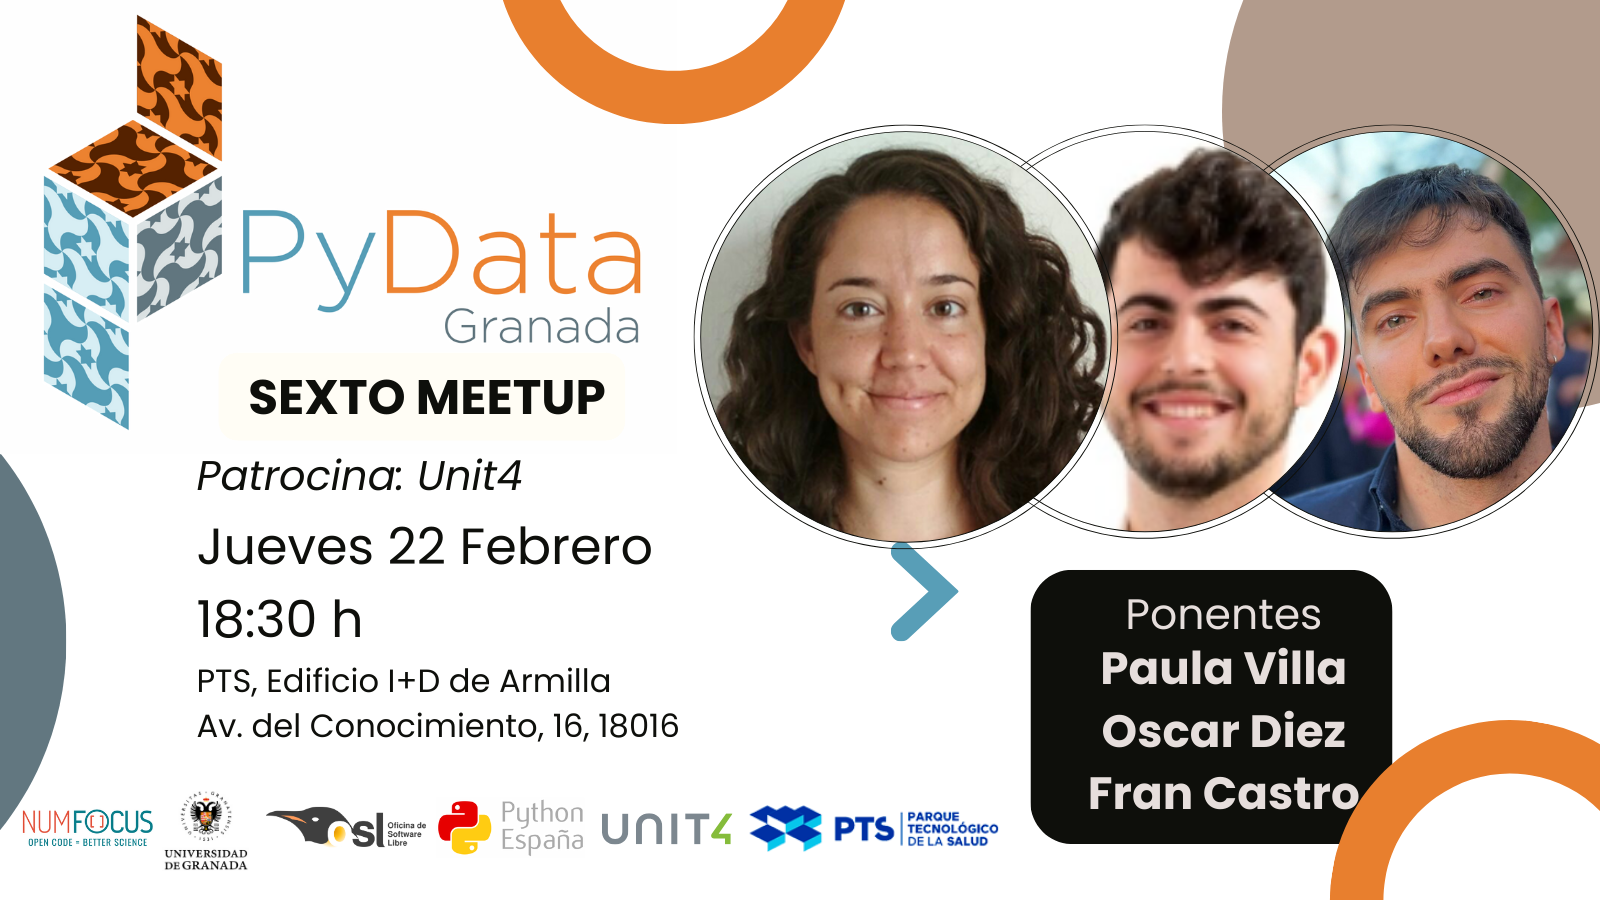 PyData
Granada
SEXTO MEETUP
Patrocina: Unit4
Jueves 22 Febrero
18:30 h
PTS, Edificio I+D de Armilla
Av. del Conocimiento, 16, 18016
Ponentes
Paula Villa
Oscar Diez
Fran Castro
NUMFOCUS
OPEN CODE = BETTER SCIENCE
UNIVERSIDAD
DE GRANADA
osl
Oficina de
Software
Libre
Python
España
UNIT4
PTS
PARQUE
TECNOLÓGICO
DE LA SALUD